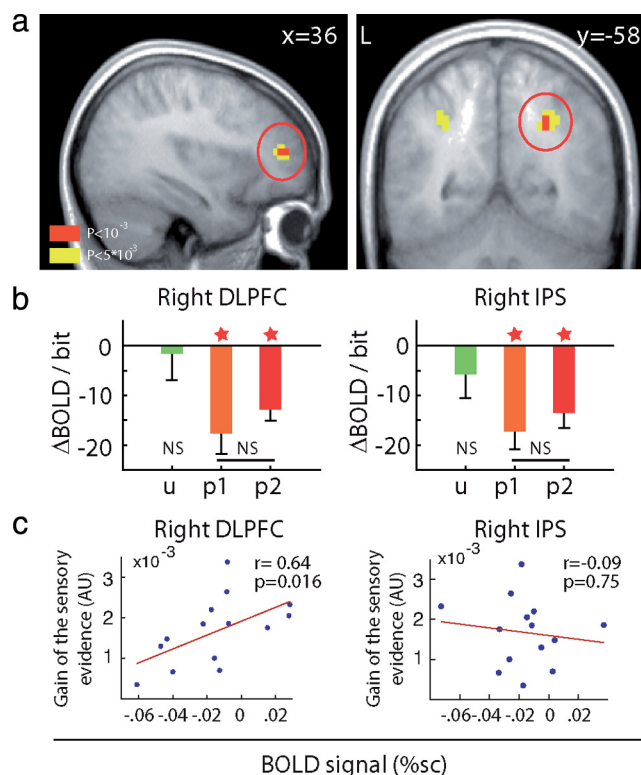 a
x=36
L
y=-58
P<10⁻³
P<5*10⁻³
b
Right DLPFC
Right IPS
ΔBOLD / bit
0
-10
-20
NS
NS
u
p1
p2
ΔBOLD / bit
0
-10
-20
NS
NS
u
p1
p2
c
Right DLPFC
Right IPS
Gain of the sensory
evidence (AU)
x10⁻³
3
2
1
r= 0.64
p=0.016
-.06 -.04 -.02 0 .02
Gain of the sensory
evidence (AU)
x10⁻³
3
2
1
r=-0.09
p=0.75
-.06 -.04 -.02 0 .02
BOLD signal (%sc)